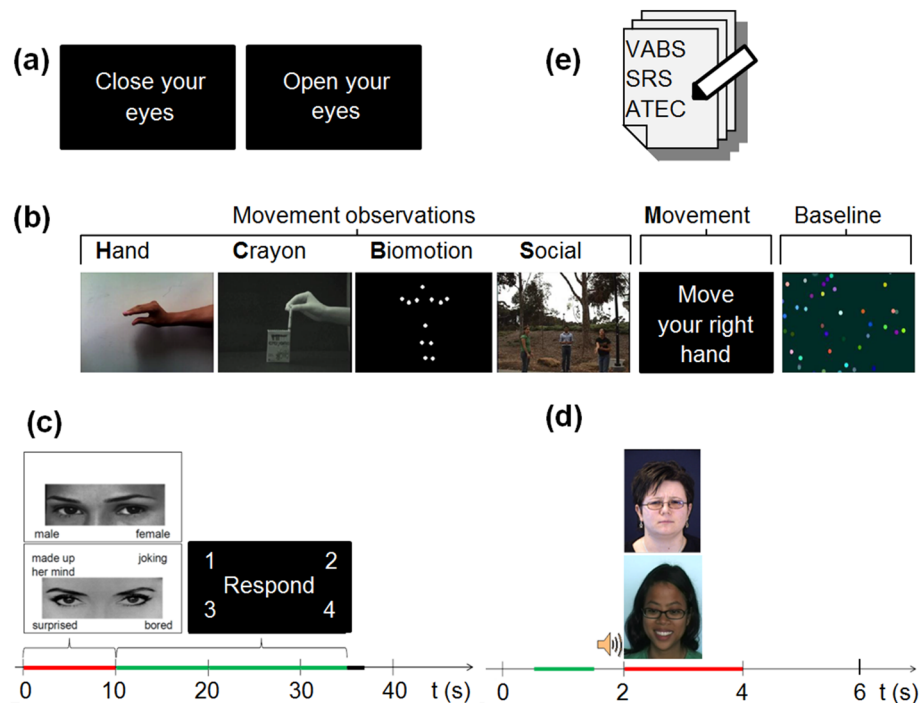 (a)
Close your
eyes
Open your
eyes
(e)
VABS
SRS
ATEC
(b)
Movement observations
Movement
Baseline
Hand
Crayon
Biomotion
Social
Move
your right
hand
(c)
male female
made up
her mind
joking
surprised bored
1 2
Respond
3 4
0 10 20 30 40 t (s)
(d)
0 2 4 6 t (s)